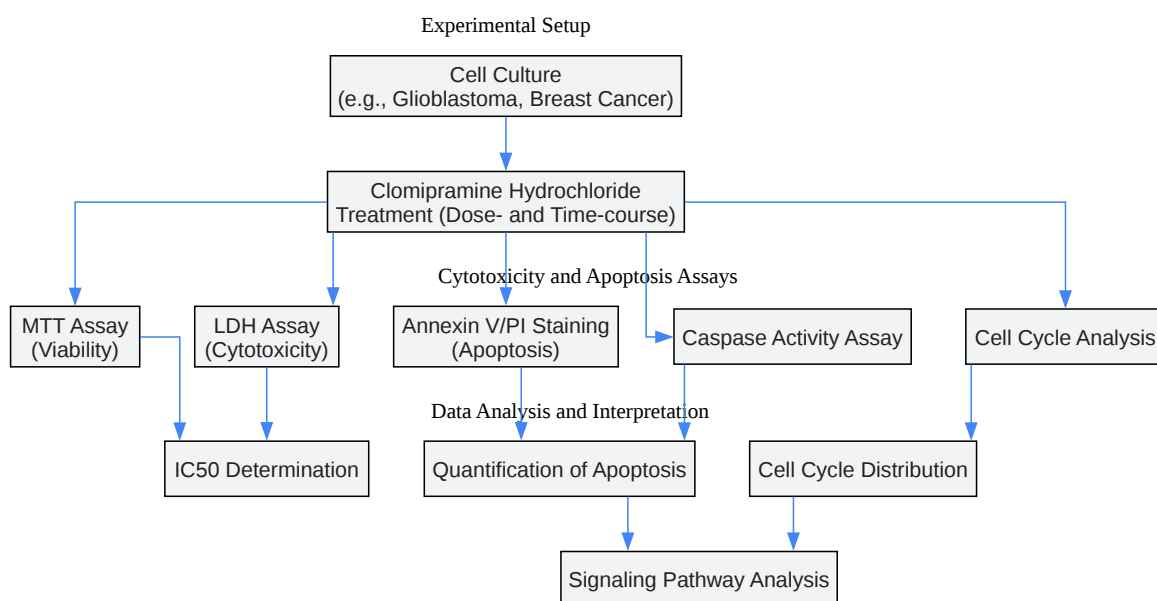 Experimental Setup
Cell Culture
(e.g., Glioblastoma, Breast Cancer)
Clomipramine Hydrochloride
Treatment (Dose- and Time-course)
Cytotoxicity and Apoptosis Assays
MTT Assay
(Viability)
LDH Assay
(Cytotoxicity)
Annexin V/PI Staining
(Apoptosis)
Caspase Activity Assay
Cell Cycle Analysis
Data Analysis and Interpretation
IC50 Determination
Quantification of Apoptosis
Cell Cycle Distribution
Signaling Pathway Analysis